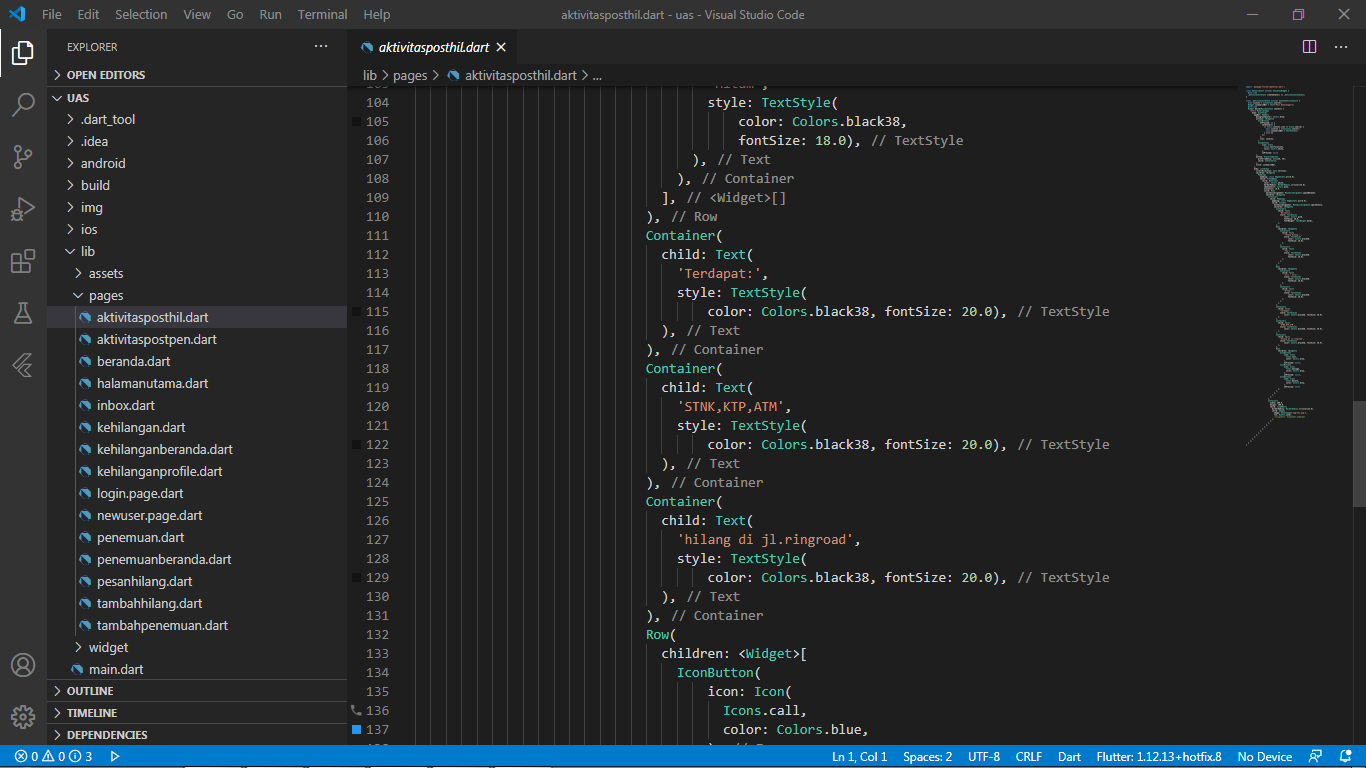 File Edit Selection View Go Run Terminal Help
aktivitasposthil.dart - uas - Visual Studio Code
EXPLORER
OPEN EDITORS
UAS
.dart_tool
.idea
android
build
img
ios
lib
assets
pages
aktivitasposthil.dart
aktivitaspostpen.dart
beranda.dart
halamanutama.dart
inbox.dart
kehilangan.dart
kehilanganberanda.dart
kehilanganprofile.dart
login.page.dart
newuser.page.dart
penemuan.dart
penemuanberanda.dart
pesanhilang.dart
tambahhilang.dart
tambahpenemuan.dart
widget
main.dart
OUTLINE
TIMELINE
DEPENDENCIES
aktivitasposthil.dart
lib > pages > aktivitasposthil.dart > ...
104 style: TextStyle(
105 color: Colors.black38,
106 fontSize: 18.0), // TextStyle
107 ), // Text
108 ), // Container
109 ], // <Widget>[]
110 ), // Row
111 Container(
112 child: Text(
113 'Terdapat:',
114 style: TextStyle(
115 color: Colors.black38, fontSize: 20.0), // TextStyle
116 ), // Text
117 ), // Container
118 Container(
119 child: Text(
120 'STNK,KTP,ATM',
121 style: TextStyle(
122 color: Colors.black38, fontSize: 20.0), // TextStyle
123 ), // Text
124 ), // Container
125 Container(
126 child: Text(
127 'hilang di jl.ringroad',
128 style: TextStyle(
129 color: Colors.black38, fontSize: 20.0), // TextStyle
130 ), // Text
131 ), // Container
132 Row(
133 children: <Widget>[
134 IconButton(
135 icon: Icon(
136 Icons.call,
137 color: Colors.blue,
0 0 3
Ln 1, Col 1 Spaces: 2 UTF-8 CRLF Dart Flutter: 1.12.13+hotfix.8 No Device